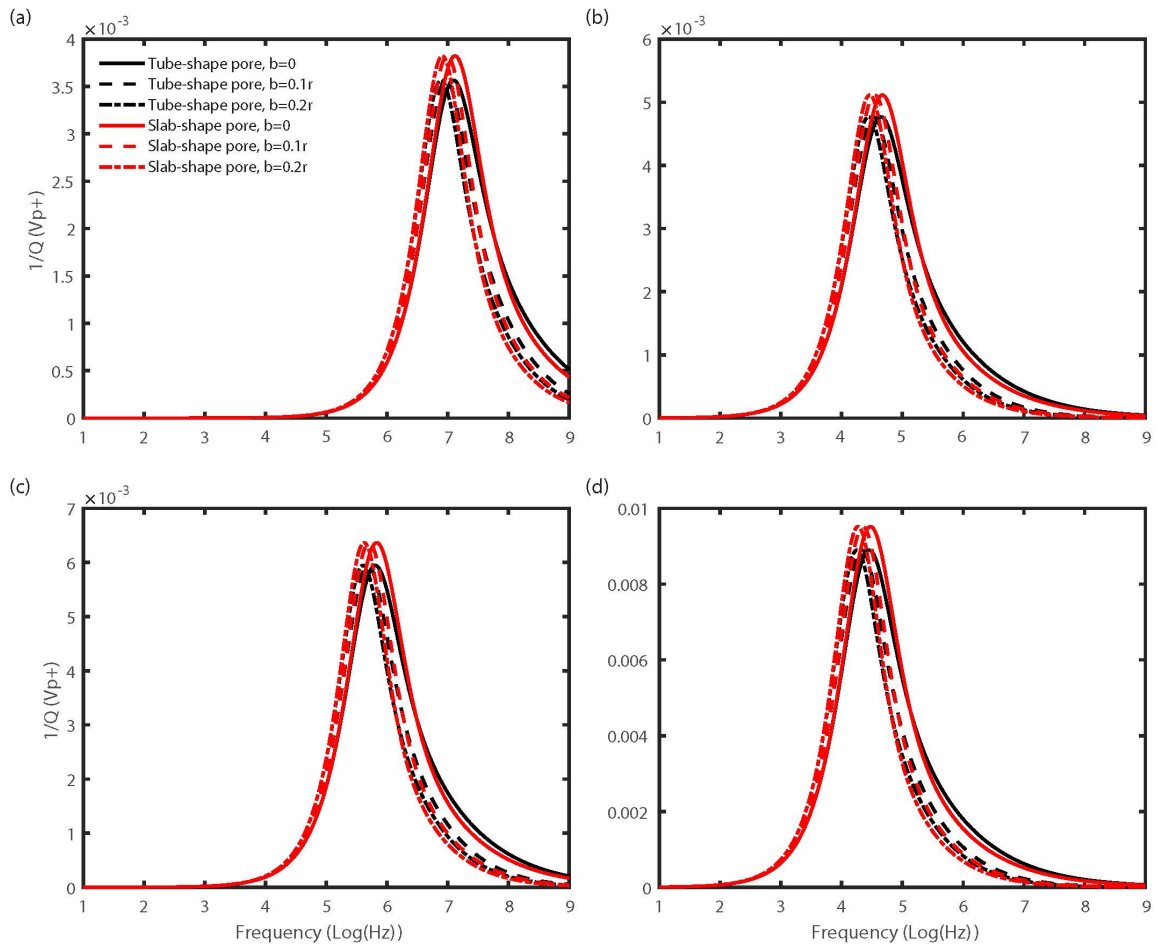 (a)
×10-3
4
3.5
3
2.5
2
1.5
1
0.5
0
1/Q (Vp+)
Tube-shape pore, b=0
Tube-shape pore, b=0.1r
Tube-shape pore, b=0.2r
Slab-shape pore, b=0
Slab-shape pore, b=0.1r
Slab-shape pore, b=0.2r
1 2 3 4 5 6 7 8 9
(b)
×10-3
6
5
4
3
2
1
0
1 2 3 4 5 6 7 8 9
(c)
×10-3
7
6
5
4
3
2
1
0
1/Q (Vp+)
1 2 3 4 5 6 7 8 9
Frequency (Log(Hz))
(d)
0.01
0.008
0.006
0.004
0.002
0
1 2 3 4 5 6 7 8 9
Frequency (Log(Hz))